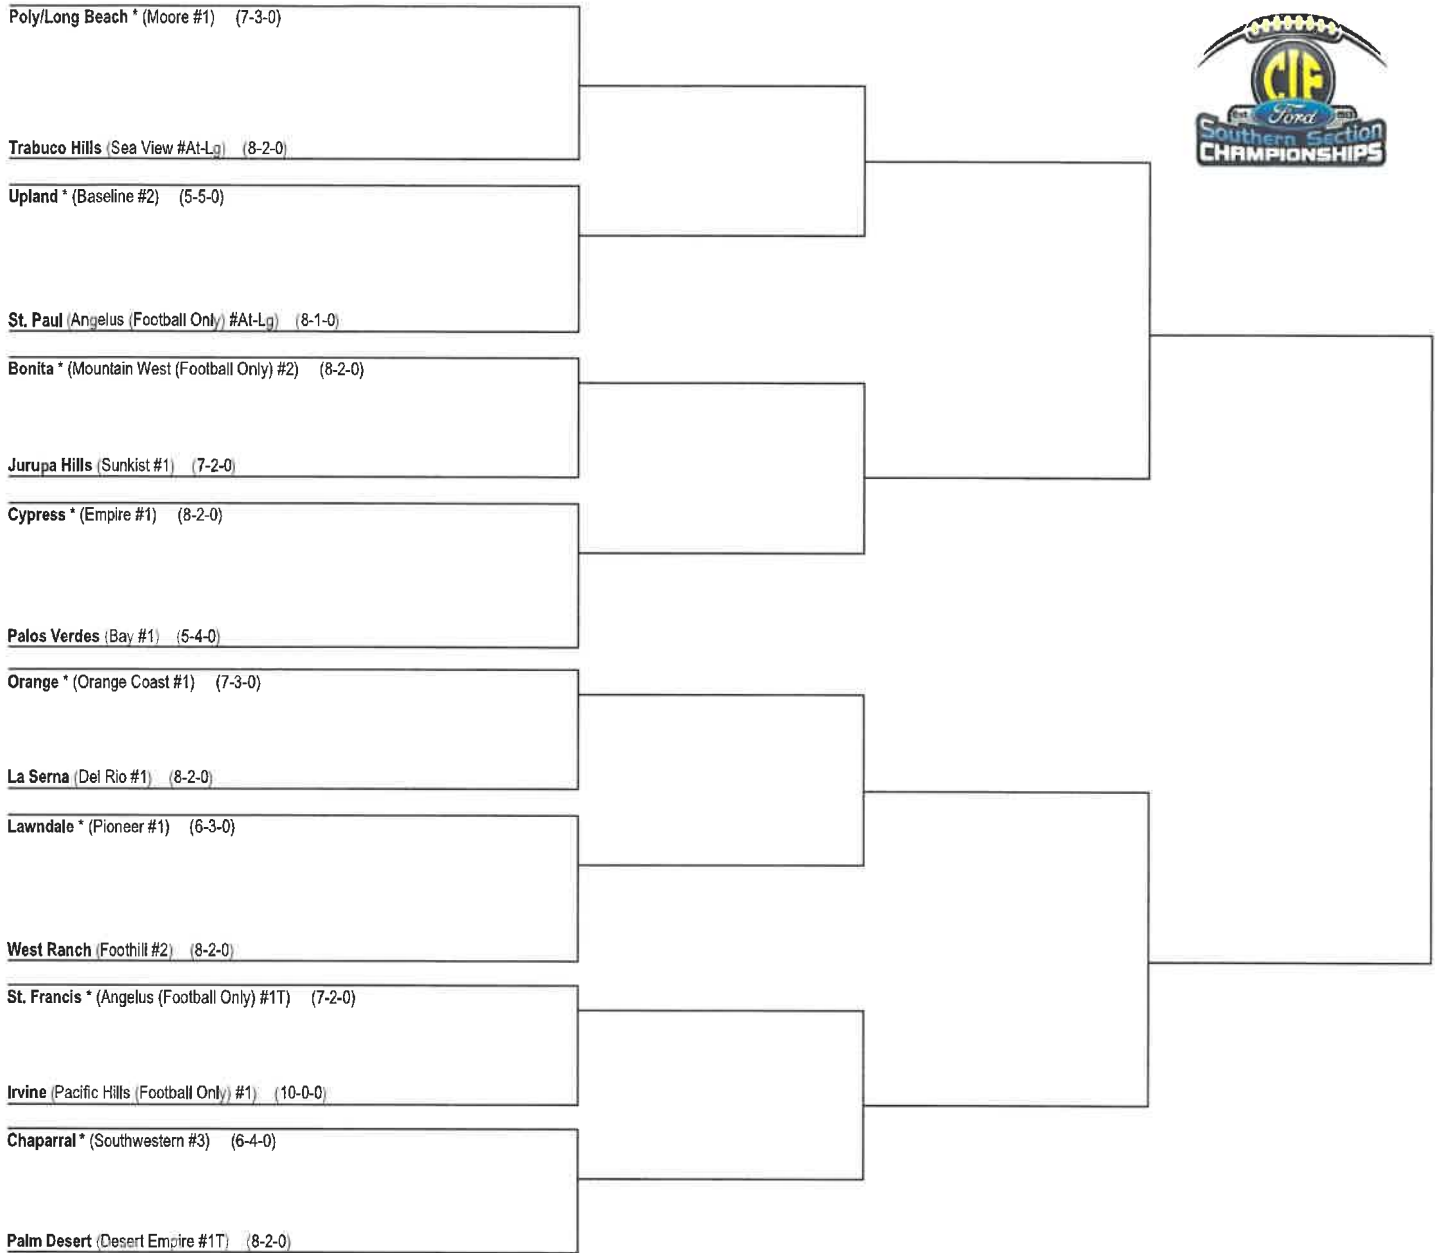 Poly/Long Beach * (Moore #1) (7-3-0)
Trabuco Hills (Sea View #At-Lg) (8-2-0)
Upland * (Baseline #2) (5-5-0)
St. Paul (Angelus (Football Only) #At-Lg) (8-1-0)
Bonita * (Mountain West (Football Only) #2) (8-2-0)
Jurupa Hills (Sunkist #1) (7-2-0)
Cypress * (Empire #1) (8-2-0)
Palos Verdes (Bay #1) (5-4-0)
Orange * (Orange Coast #1) (7-3-0)
La Serna (Del Rio #1) (8-2-0)
Lawndale * (Pioneer #1) (6-3-0)
West Ranch (Foothill #2) (8-2-0)
St. Francis * (Angelus (Football Only) #1T) (7-2-0)
Irvine (Pacific Hills (Football Only) #1) (10-0-0)
Chaparral * (Southwestern #3) (6-4-0)
Palm Desert (Desert Empire #1T) (8-2-0)
CIF
Ford
Southern Section
CHAMPIONSHIPS